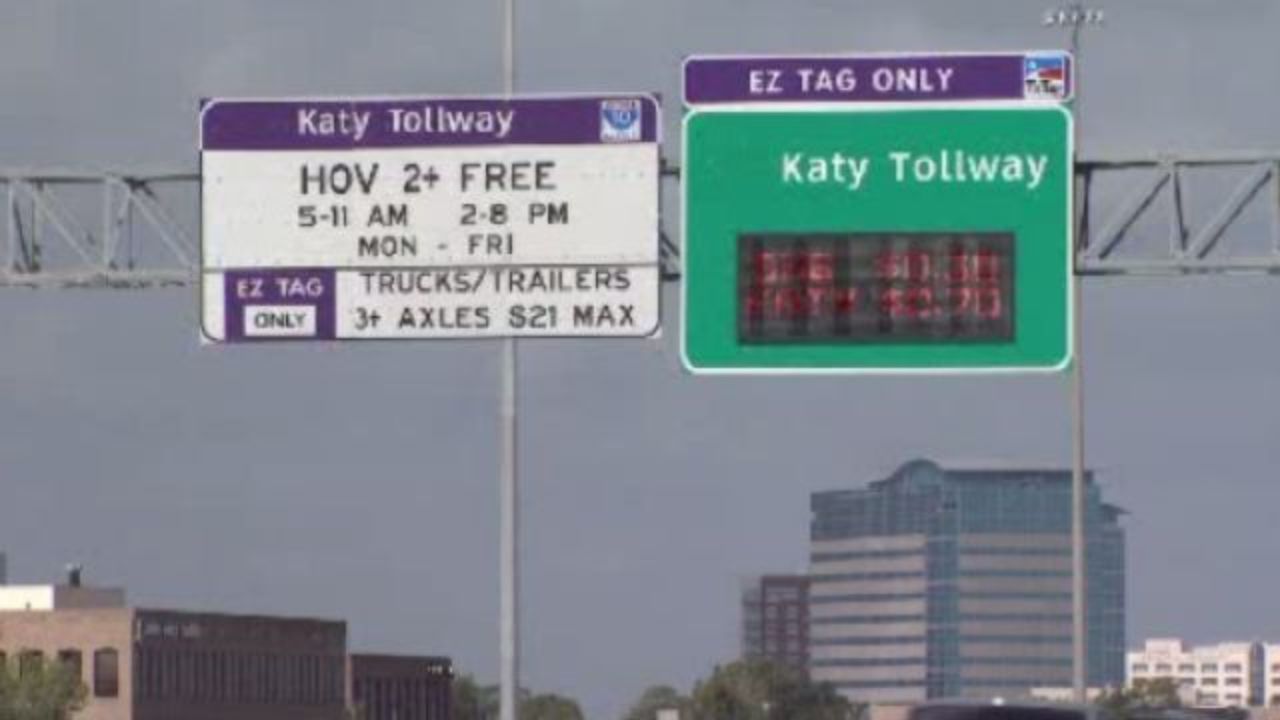 Katy Tollway
10
HOV 2+ FREE
5-11 AM 2-8 PM
MON - FRI
EZ TAG
ONLY
TRUCKS/TRAILERS
3+ AXLES $21 MAX
EZ TAG ONLY
Katy Tollway